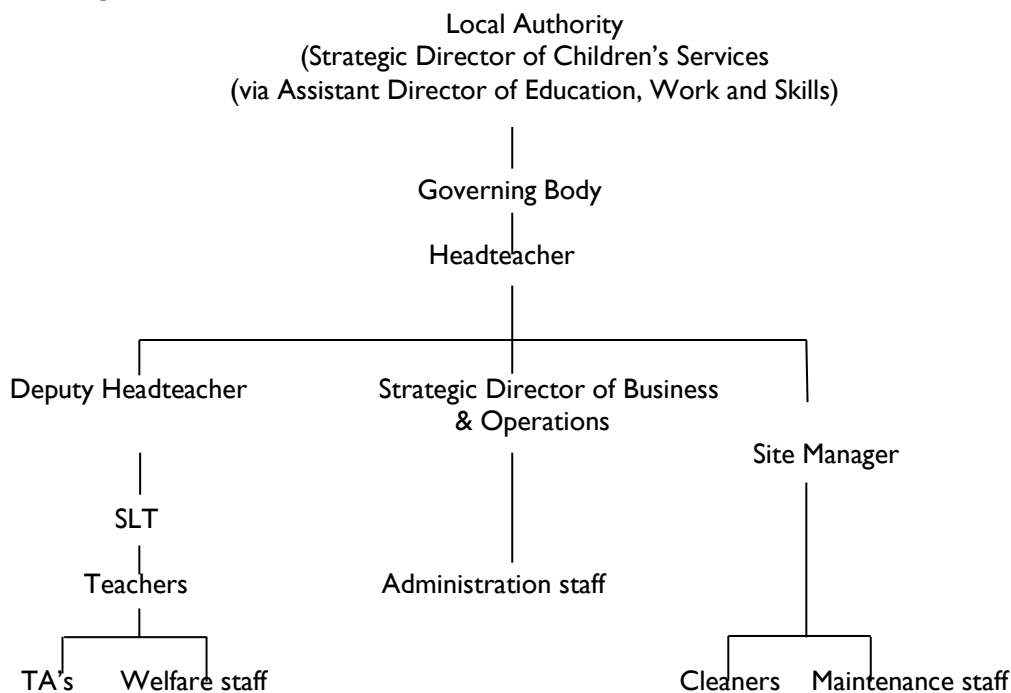 Local Authority
(Strategic Director of Children’s Services
(via Assistant Director of Education, Work and Skills)
Governing Body
Headteacher
Deputy Headteacher
Strategic Director of Business
& Operations
Site Manager
SLT
Teachers
Administration staff
TA’s
Welfare staff
Cleaners
Maintenance staff